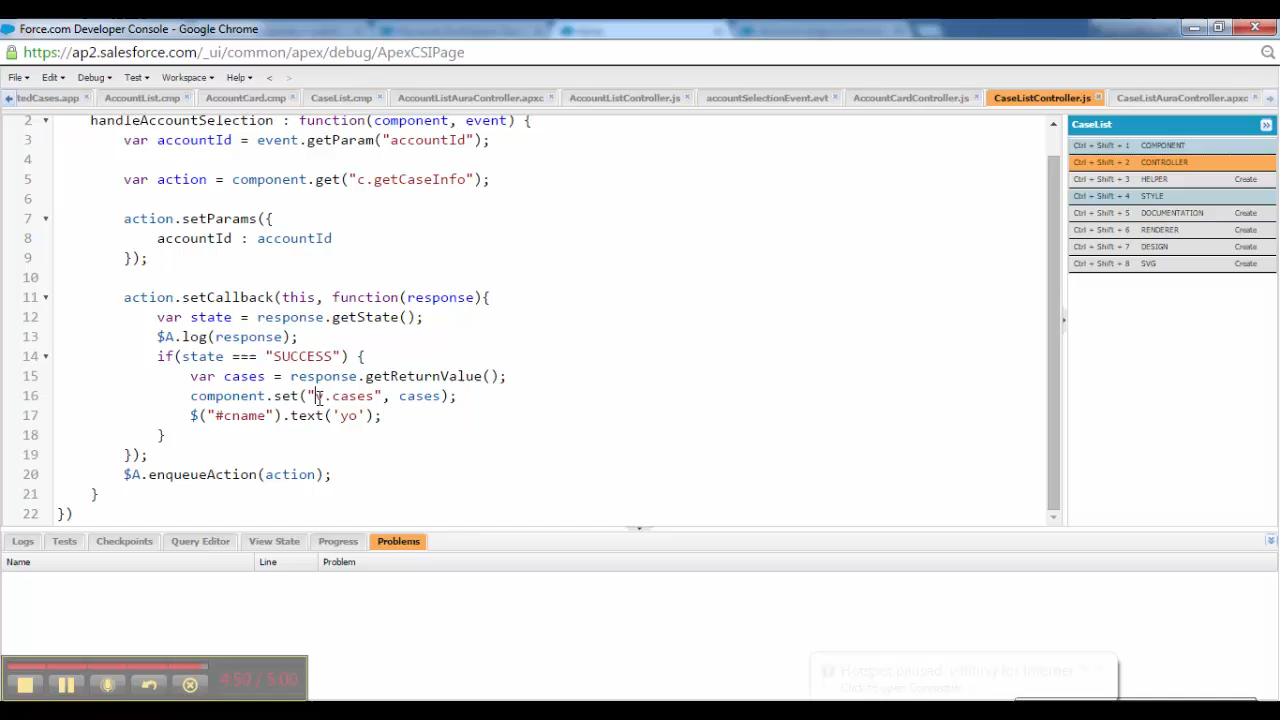 Force.com Developer Console - Google Chrome
https://ap2.salesforce.com/_ui/common/apex/debug/ApexCSIPage
File Edit Debug Test Workspace Help < >
tedCases.app AccountList.cmp AccountCard.cmp CaseList.cmp AccountListAuraController.apxc AccountListController.js accountSelectionEvent.evt AccountCardController.js CaseListController.js CaseListAuraController.apxc
2 handleAccountSelection : function(component, event) {
3 var accountId = event.getParam("accountId");
4
5 var action = component.get("c.getCaseInfo");
6
7 action.setParams({
8 accountId : accountId
9 });
10
11 action.setCallback(this, function(response){
12 var state = response.getState();
13 $A.log(response);
14 if(state === "SUCCESS") {
15 var cases = response.getReturnValue();
16 component.set("v.cases", cases);
17 $("#cname").text('yo');
18 }
19 });
20 $A.enqueueAction(action);
21 }
22 })
CaseList
Ctrl + Shift + 1 COMPONENT
Ctrl + Shift + 2 CONTROLLER
Ctrl + Shift + 3 HELPER Create
Ctrl + Shift + 4 STYLE
Ctrl + Shift + 5 DOCUMENTATION Create
Ctrl + Shift + 6 RENDERER Create
Ctrl + Shift + 7 DESIGN Create
Ctrl + Shift + 8 SVG Create
Logs Tests Checkpoints Query Editor View State Progress Problems
Name Line Problem
4:50 / 5:00